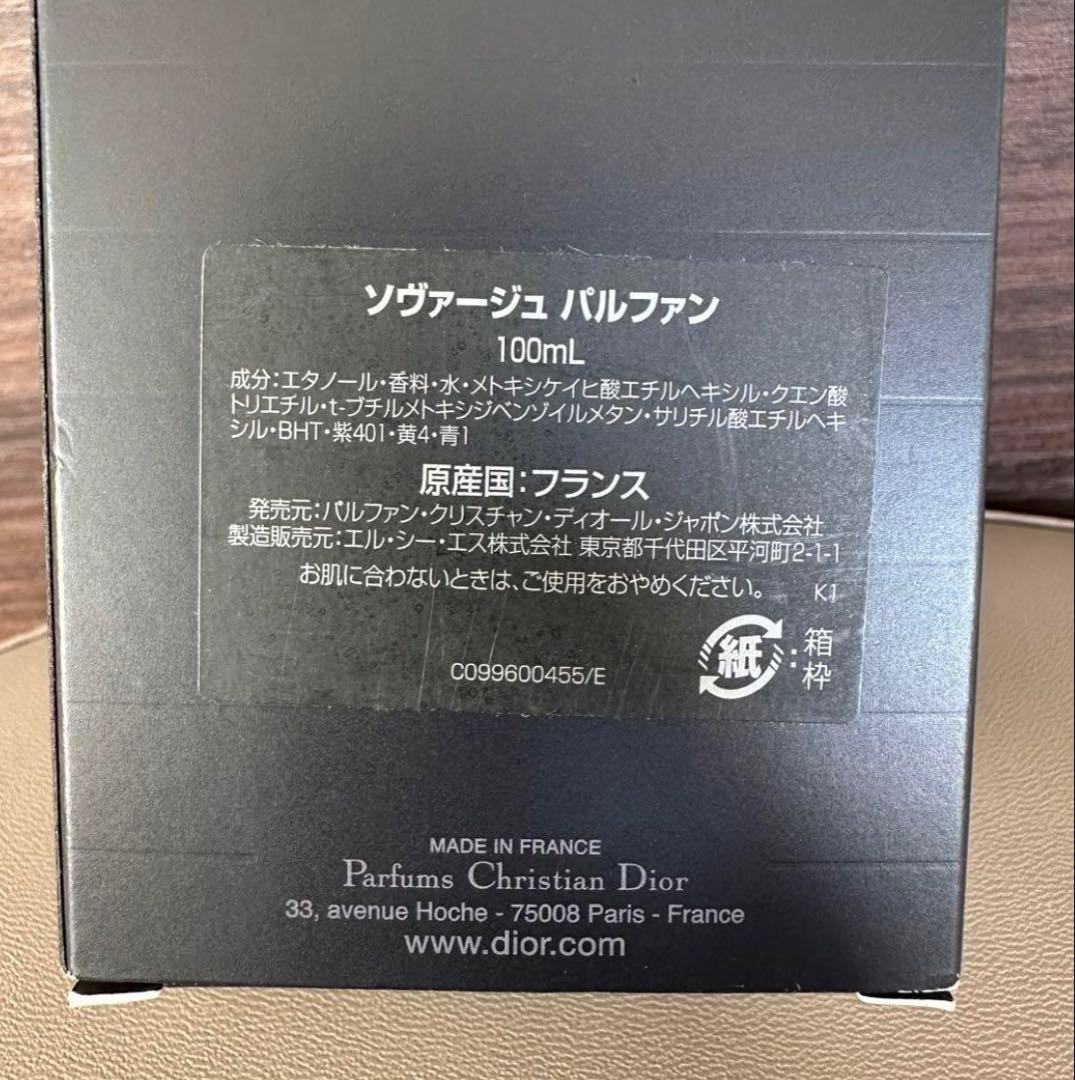 ソヴァージュ パルファン
100mL
成分：エタノール・香料・水・メトキシケイヒ酸エチルヘキシル・クエン酸
トリエチル・t-ブチルメトキシジベンゾイルメタン・サリチル酸エチルヘキ
シル・BHT・紫401・黄4・青1
原産国：フランス
発売元：パルファン・クリスチャン・ディオール・ジャポン株式会社
製造販売元：エル・シー・エス株式会社 東京都千代田区平河町2-1-1
お肌に合わないときは、ご使用をおやめください。 K1
紙：箱
枠
C099600455/E
MADE IN FRANCE
Parfums Christian Dior
33, avenue Hoche - 75008 Paris - France
www.dior.com